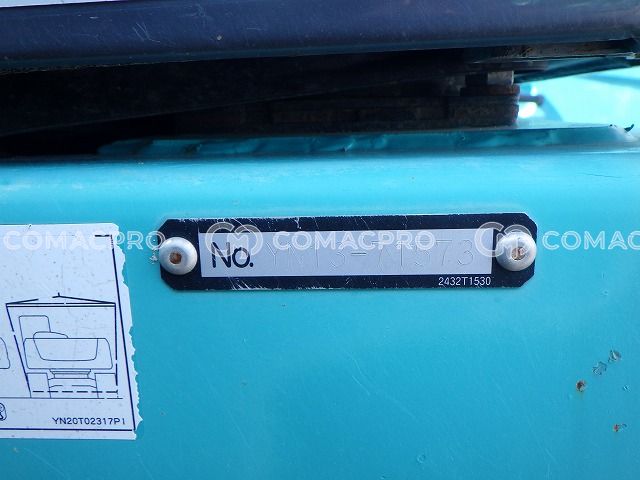 COMACPRO COMACPRO COMACPRO
No.
2432T1530
YN20T02317P1